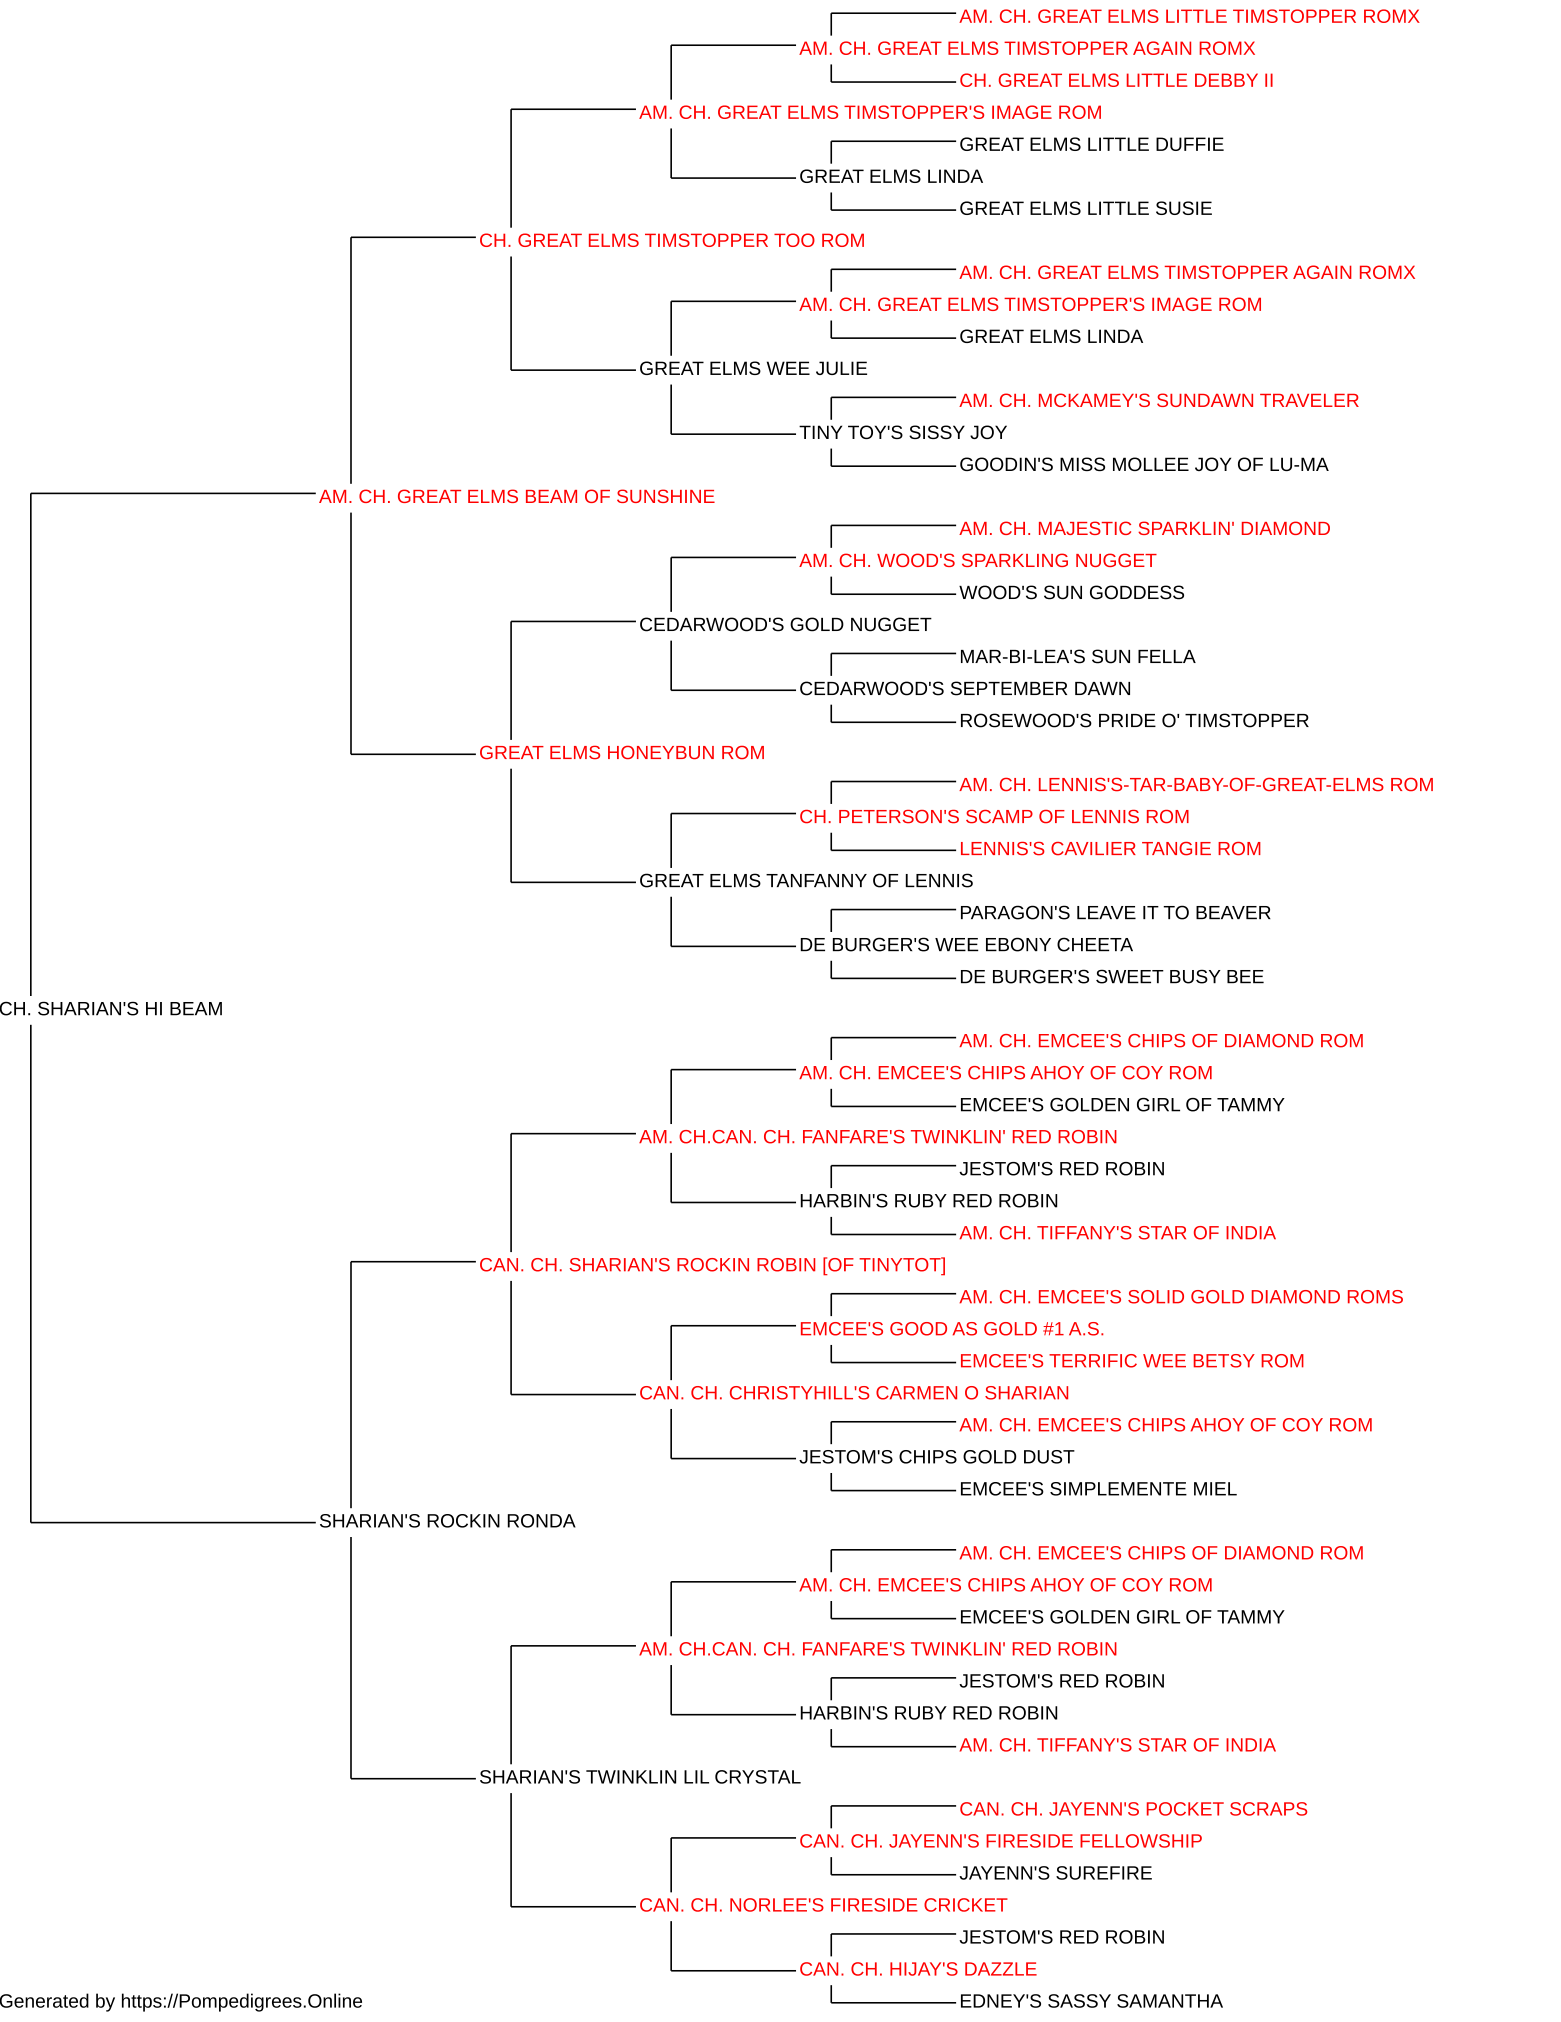 AM. CH. GREAT ELMS LITTLE TIMSTOPPER ROMX
AM. CH. GREAT ELMS TIMSTOPPER AGAIN ROMX
CH. GREAT ELMS LITTLE DEBBY II
AM. CH. GREAT ELMS TIMSTOPPER'S IMAGE ROM
GREAT ELMS LITTLE DUFFIE
GREAT ELMS LINDA
GREAT ELMS LITTLE SUSIE
CH. GREAT ELMS TIMSTOPPER TOO ROM
AM. CH. GREAT ELMS TIMSTOPPER AGAIN ROMX
AM. CH. GREAT ELMS TIMSTOPPER'S IMAGE ROM
GREAT ELMS LINDA
GREAT ELMS WEE JULIE
AM. CH. MCKAMEY'S SUNDAWN TRAVELER
TINY TOY'S SISSY JOY
GOODIN'S MISS MOLLEE JOY OF LU-MA
AM. CH. GREAT ELMS BEAM OF SUNSHINE
AM. CH. MAJESTIC SPARKLIN' DIAMOND
AM. CH. WOOD'S SPARKLING NUGGET
WOOD'S SUN GODDESS
CEDARWOOD'S GOLD NUGGET
MAR-BI-LEA'S SUN FELLA
CEDARWOOD'S SEPTEMBER DAWN
ROSEWOOD'S PRIDE O' TIMSTOPPER
GREAT ELMS HONEYBUN ROM
AM. CH. LENNIS'S-TAR-BABY-OF-GREAT-ELMS ROM
CH. PETERSON'S SCAMP OF LENNIS ROM
LENNIS'S CAVILIER TANGIE ROM
GREAT ELMS TANFANNY OF LENNIS
PARAGON'S LEAVE IT TO BEAVER
DE BURGER'S WEE EBONY CHEETA
DE BURGER'S SWEET BUSY BEE
CH. SHARIAN'S HI BEAM
AM. CH. EMCEE'S CHIPS OF DIAMOND ROM
AM. CH. EMCEE'S CHIPS AHOY OF COY ROM
EMCEE'S GOLDEN GIRL OF TAMMY
AM. CH.CAN. CH. FANFARE'S TWINKLIN' RED ROBIN
JESTOM'S RED ROBIN
HARBIN'S RUBY RED ROBIN
AM. CH. TIFFANY'S STAR OF INDIA
CAN. CH. SHARIAN'S ROCKIN ROBIN [OF TINYTOT]
AM. CH. EMCEE'S SOLID GOLD DIAMOND ROMS
EMCEE'S GOOD AS GOLD #1 A.S.
EMCEE'S TERRIFIC WEE BETSY ROM
CAN. CH. CHRISTYHILL'S CARMEN O SHARIAN
AM. CH. EMCEE'S CHIPS AHOY OF COY ROM
JESTOM'S CHIPS GOLD DUST
EMCEE'S SIMPLEMENTE MIEL
SHARIAN'S ROCKIN RONDA
AM. CH. EMCEE'S CHIPS OF DIAMOND ROM
AM. CH. EMCEE'S CHIPS AHOY OF COY ROM
EMCEE'S GOLDEN GIRL OF TAMMY
AM. CH.CAN. CH. FANFARE'S TWINKLIN' RED ROBIN
JESTOM'S RED ROBIN
HARBIN'S RUBY RED ROBIN
AM. CH. TIFFANY'S STAR OF INDIA
SHARIAN'S TWINKLIN LIL CRYSTAL
CAN. CH. JAYENN'S POCKET SCRAPS
CAN. CH. JAYENN'S FIRESIDE FELLOWSHIP
JAYENN'S SUREFIRE
CAN. CH. NORLEE'S FIRESIDE CRICKET
JESTOM'S RED ROBIN
CAN. CH. HIJAY'S DAZZLE
EDNEY'S SASSY SAMANTHA
Generated by https://Pompedigrees.Online